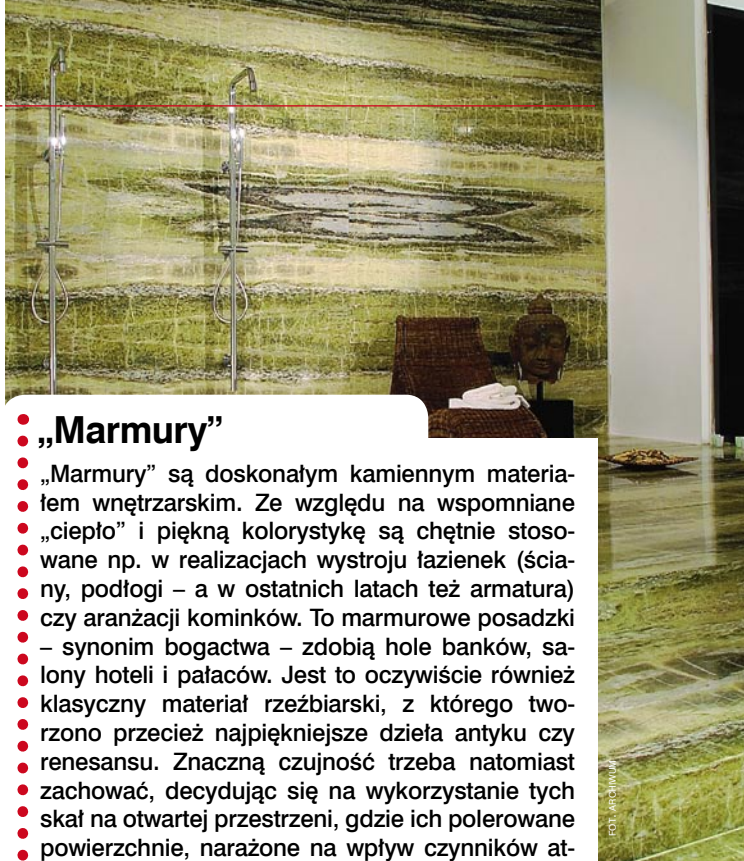 „Marmury”
„Marmury” są doskonałym kamiennym materia-
łem wnętrzarskim. Ze względu na wspomniane
„ciepło” i piękną kolorystykę są chętnie stoso-
wane np. w realizacjach wystroju łazienek (ścia-
ny, podłogi – a w ostatnich latach też armatura)
czy aranżacji kominków. To marmurowe posadzki
– synonim bogactwa – zdobią hole banków, sa-
lony hoteli i pałaców. Jest to oczywiście również
klasyczny materiał rzeźbiarski, z którego two-
rzono przecież najpiękniejsze dzieła antyku czy
renesansu. Znaczną czujność trzeba natomiast
zachować, decydując się na wykorzystanie tych
skał na otwartej przestrzeni, gdzie ich polerowane
powierzchnie, narażone na wpływ czynników at-
FOT. ARCHIWUM